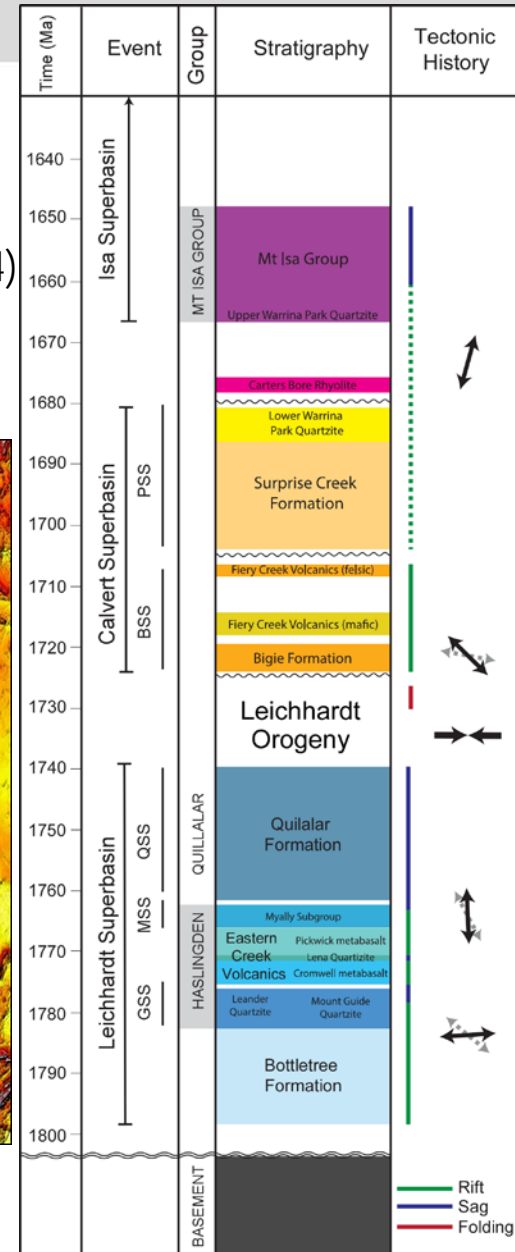 Time (Ma)
Event
Group
Stratigraphy
Tectonic
History
4)
1640
1650
1660
1670
1680
1690
1700
1710
1720
1730
1740
1750
1760
1770
1780
1790
1800
Isa Superbasin
Calvert Superbasin
Leichhardt Superbasin
PSS
BSS
QSS
MSS
GSS
MT ISA GROUP
QUILLALAR
HASLINGDEN
BASEMENT
Mt Isa Group
Upper Warrina Park Quartzite
Carters Bore Rhyolite
Lower Warrina
Park Quartzite
Surprise Creek
Formation
Fiery Creek Volcanics (felsic)
Fiery Creek Volcanics (mafic)
Bigie Formation
Leichhardt
Orogeny
Quilalar
Formation
Myally Subgroup
Eastern
Creek
Volcanics
Pickwick metabasalt
Lena Quartizite
Cromwell metabasalt
Leander
Quartzite
Mount Guide
Quartzite
Bottletree
Formation
Rift
Sag
Folding